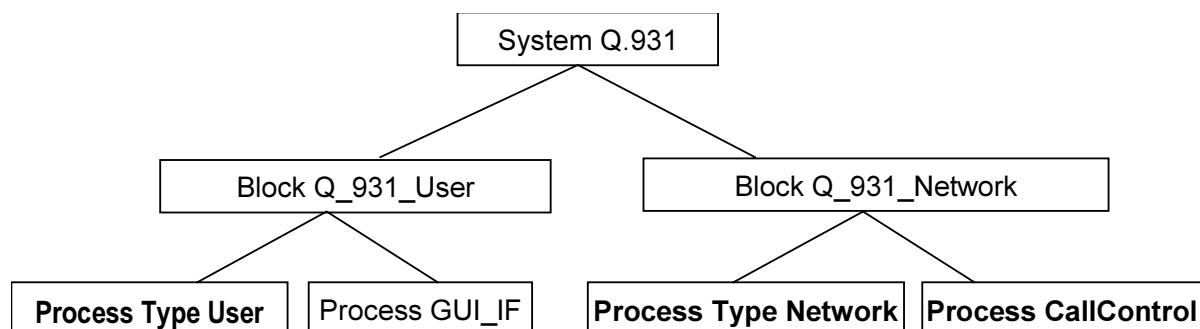 System Q.931
Block Q_931_User
Block Q_931_Network
Process Type User
Process GUI_IF
Process Type Network
Process CallControl